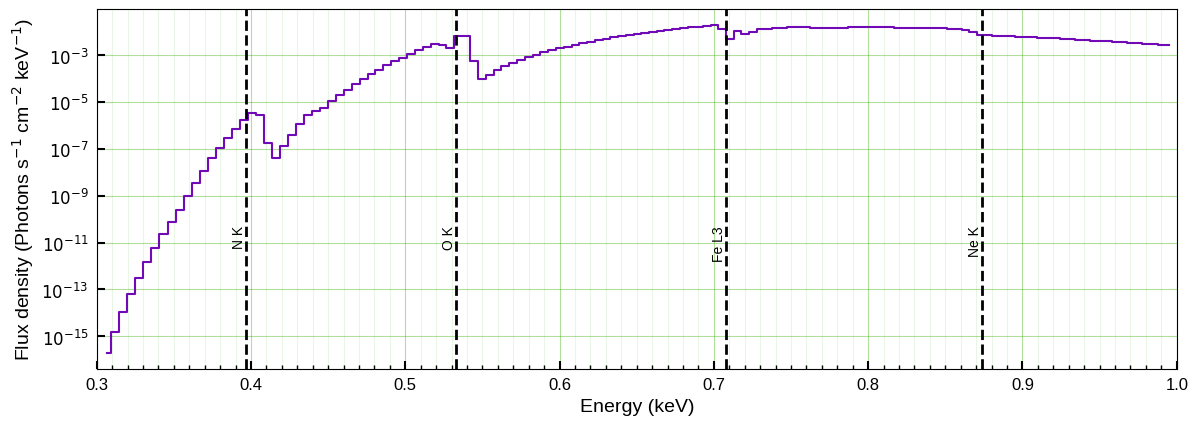 Flux density (Photons s⁻¹ cm⁻² keV⁻¹)
10⁻³
10⁻⁵
10⁻⁷
10⁻⁹
10⁻¹¹
10⁻¹³
10⁻¹⁵
N K
O K
Fe L3
Ne K
0.3 0.4 0.5 0.6 0.7 0.8 0.9 1.0
Energy (keV)